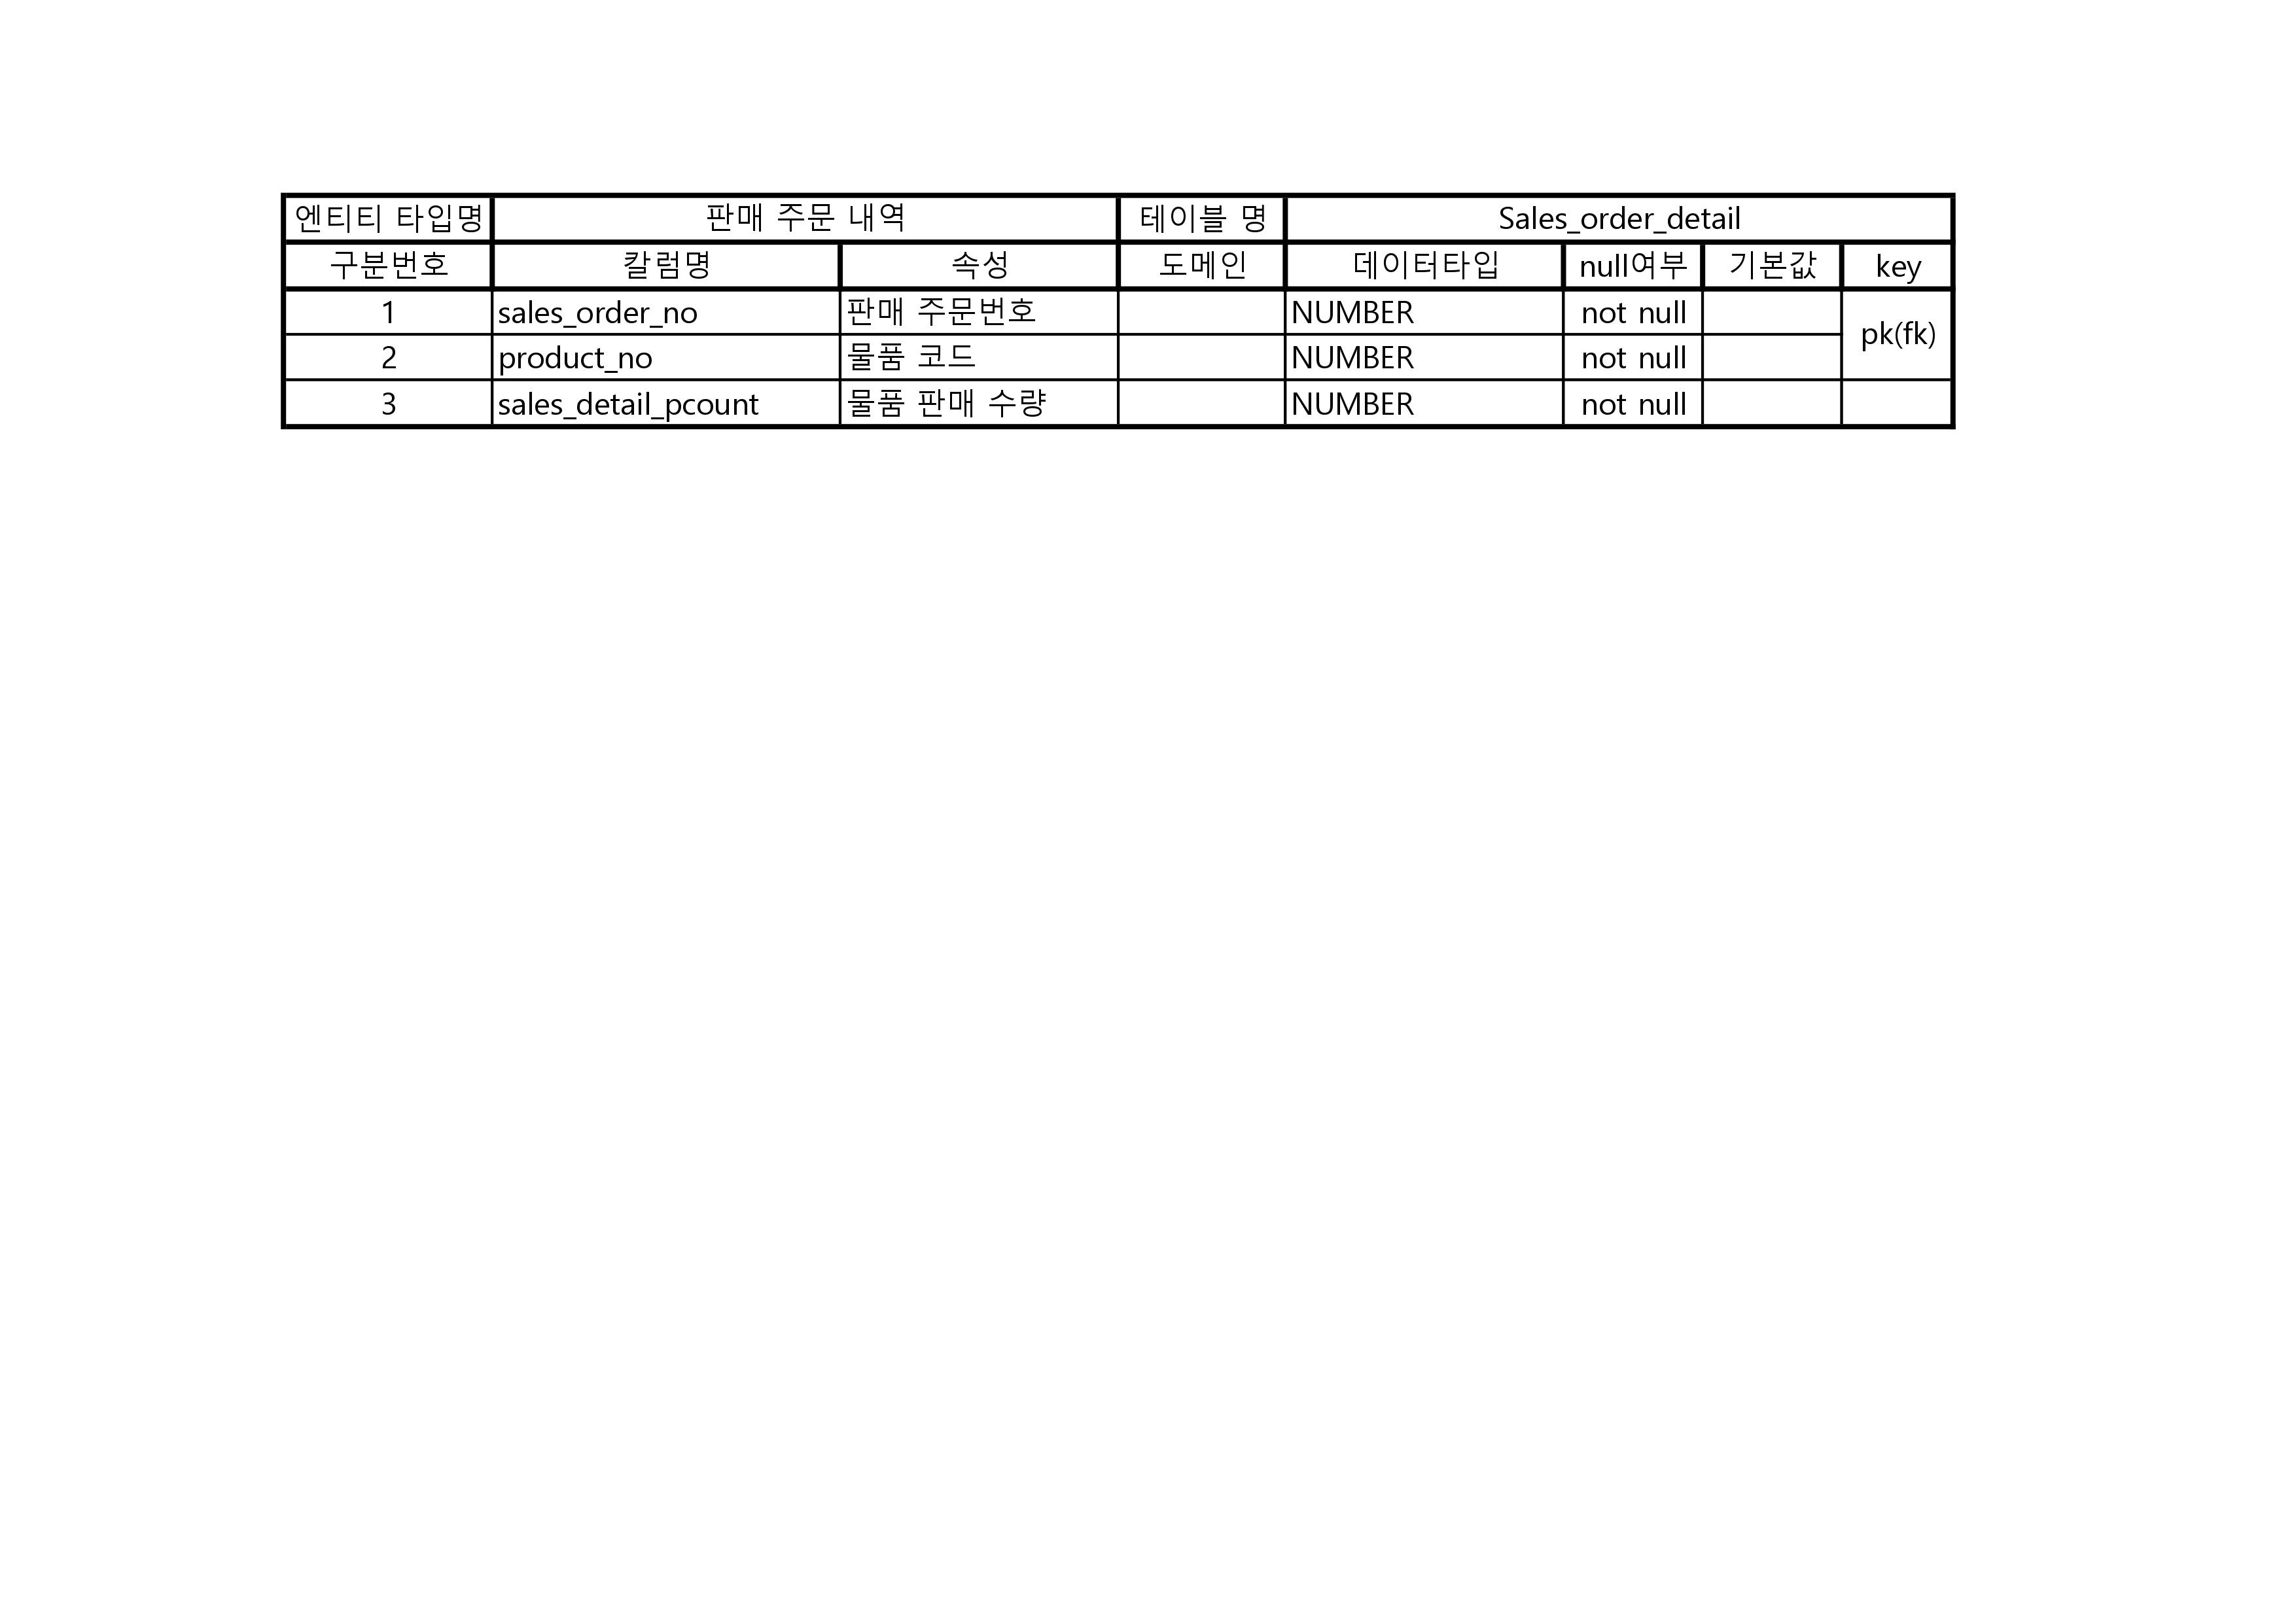 엔티티 타입명 판매 주문 내역 테이블 명 Sales_order_detail
구분번호 칼럼명 속성 도메인 데이터타입 null여부 기본값 key
1 sales_order_no 판매 주문번호 NUMBER not null pk(fk)
2 product_no 물품 코드 NUMBER not null
3 sales_detail_pcount 물품 판매 수량 NUMBER not null